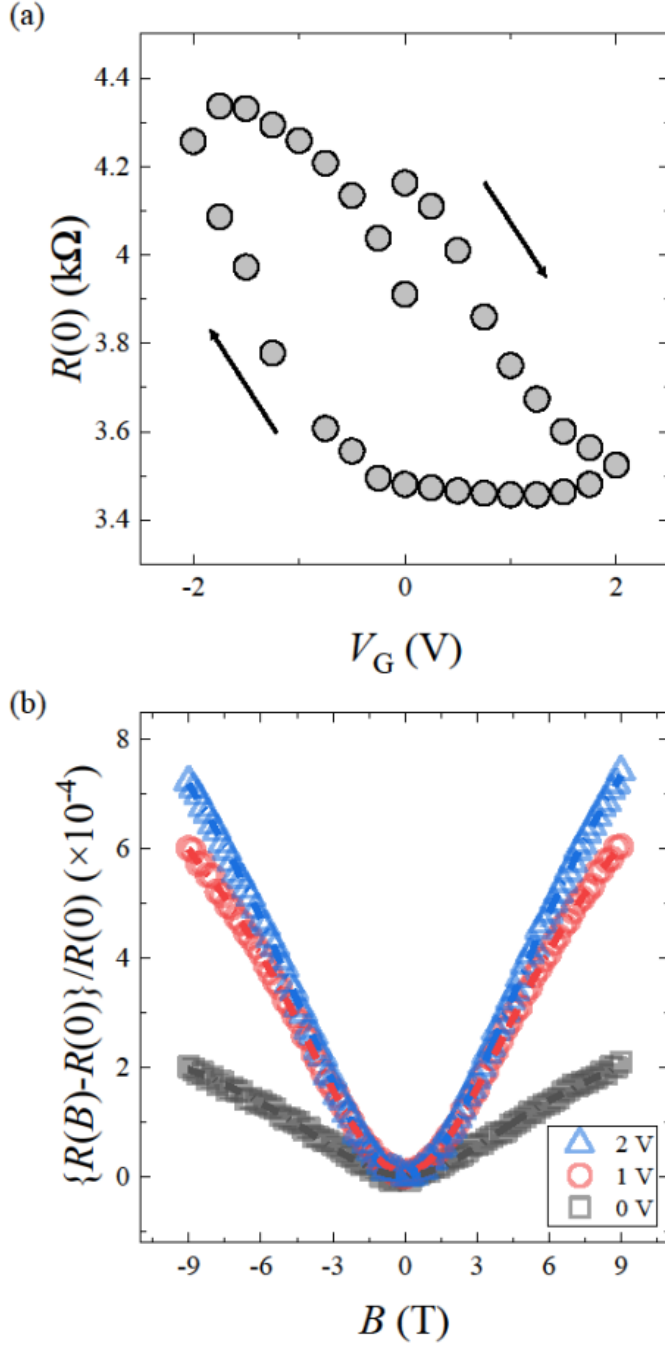 (a)
4.4
4.2
4
3.8
3.6
3.4
R(0) (kΩ)
-2 0 2
V_G (V)
(b)
8
6
4
2
0
{R(B)-R(0)}/R(0) (×10⁻⁴)
2 V
1 V
0 V
-9 -6 -3 0 3 6 9
B (T)